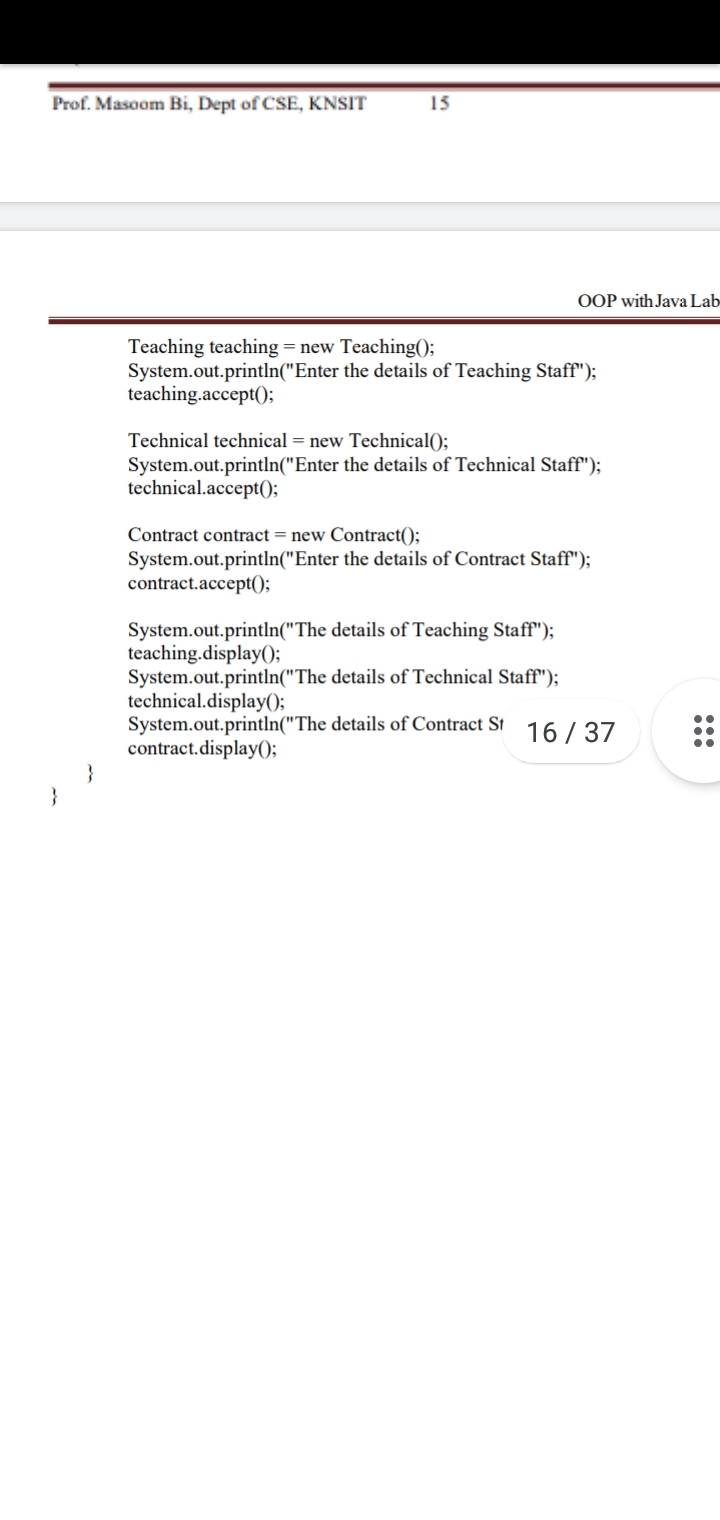 Prof. Masoom Bi, Dept of CSE, KNSIT 15
OOP with Java Lab
Teaching teaching = new Teaching();
System.out.println("Enter the details of Teaching Staff");
teaching.accept();
Technical technical = new Technical();
System.out.println("Enter the details of Technical Staff");
technical.accept();
Contract contract = new Contract();
System.out.println("Enter the details of Contract Staff");
contract.accept();
System.out.println("The details of Teaching Staff");
teaching.display();
System.out.println("The details of Technical Staff");
technical.display();
System.out.println("The details of Contract St
16 / 37
contract.display();
}
}